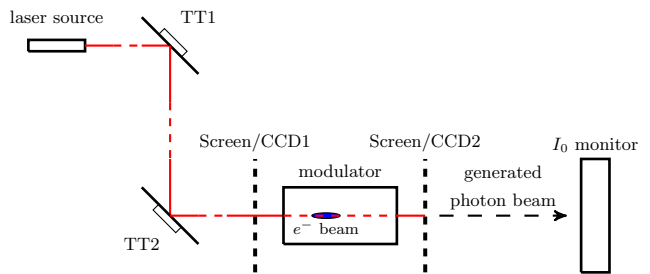 laser source
TT1
Screen/CCD1
Screen/CCD2
I₀ monitor
modulator
generated
photon beam
e⁻ beam
TT2